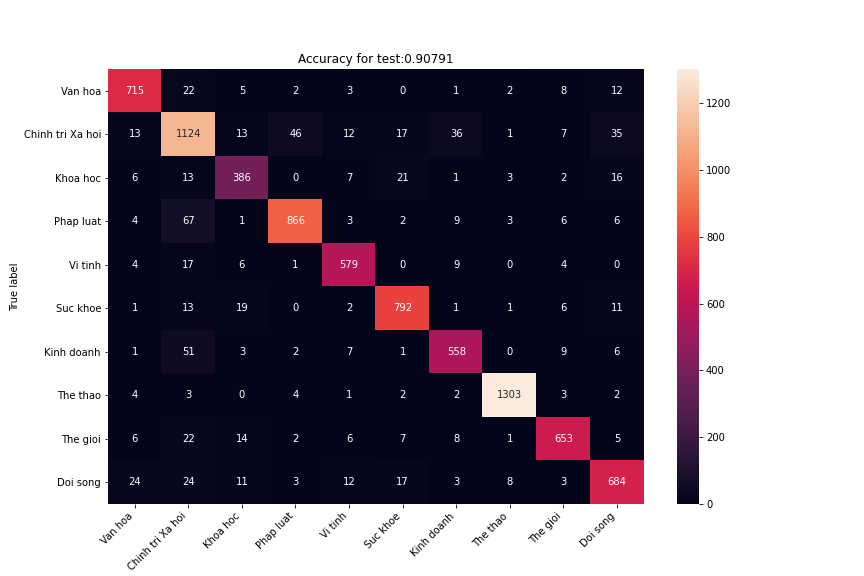 Accuracy for test:0.90791
Van hoa 715 22 5 2 3 0 1 2 8 12
Chinh tri Xa hoi 13 1124 13 46 12 17 36 1 7 35
Khoa hoc 6 13 386 0 7 21 1 3 2 16
Phap luat 4 67 1 866 3 2 9 3 6 6
Vi tinh 4 17 6 1 579 0 9 0 4 0
Suc khoe 1 13 19 0 2 792 1 1 6 11
Kinh doanh 1 51 3 2 7 1 558 0 9 6
The thao 4 3 0 4 1 2 2 1303 3 2
The gioi 6 22 14 2 6 7 8 1 653 5
Doi song 24 24 11 3 12 17 3 8 3 684
True label
Van hoa Chinh tri Xa hoi Khoa hoc Phap luat Vi tinh Suc khoe Kinh doanh The thao The gioi Doi song
1200
1000
800
600
400
200
0